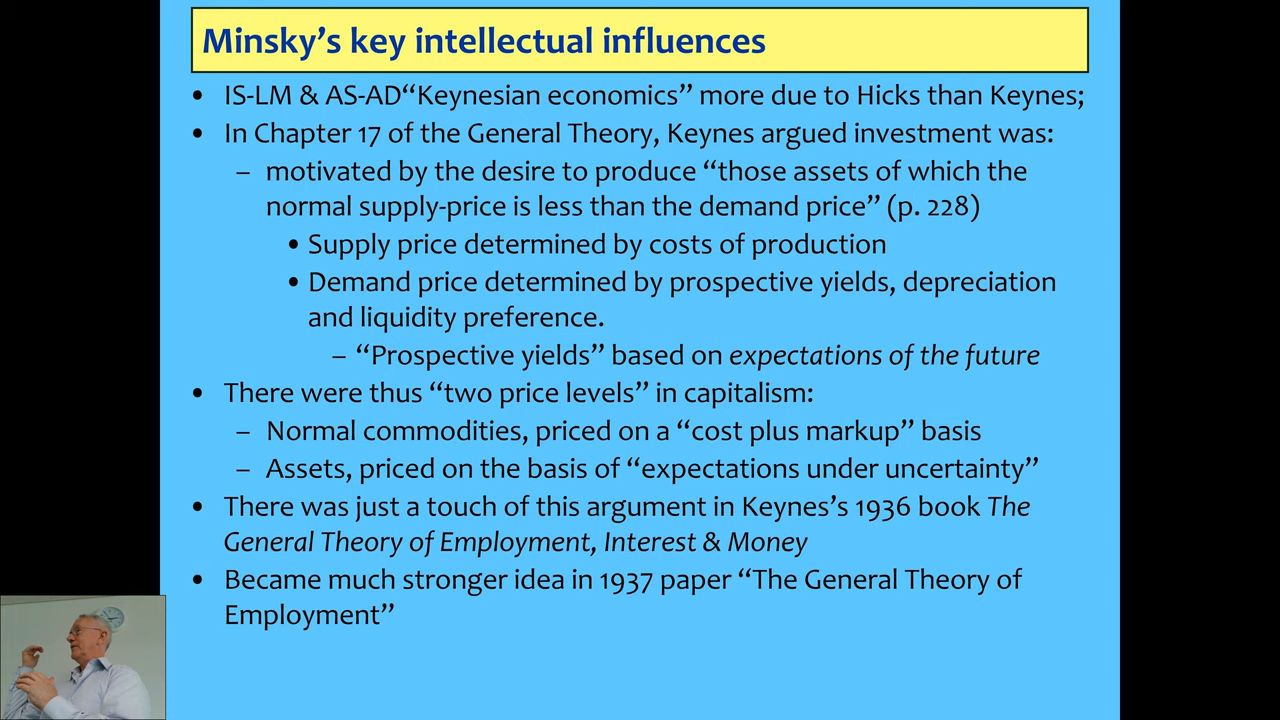 Minsky’s key intellectual influences
• IS-LM & AS-AD“Keynesian economics” more due to Hicks than Keynes;
• In Chapter 17 of the General Theory, Keynes argued investment was:
– motivated by the desire to produce “those assets of which the
normal supply-price is less than the demand price” (p. 228)
• Supply price determined by costs of production
• Demand price determined by prospective yields, depreciation
and liquidity preference.
– “Prospective yields” based on expectations of the future
• There were thus “two price levels” in capitalism:
– Normal commodities, priced on a “cost plus markup” basis
– Assets, priced on the basis of “expectations under uncertainty”
• There was just a touch of this argument in Keynes’s 1936 book The
General Theory of Employment, Interest & Money
• Became much stronger idea in 1937 paper “The General Theory of
Employment”